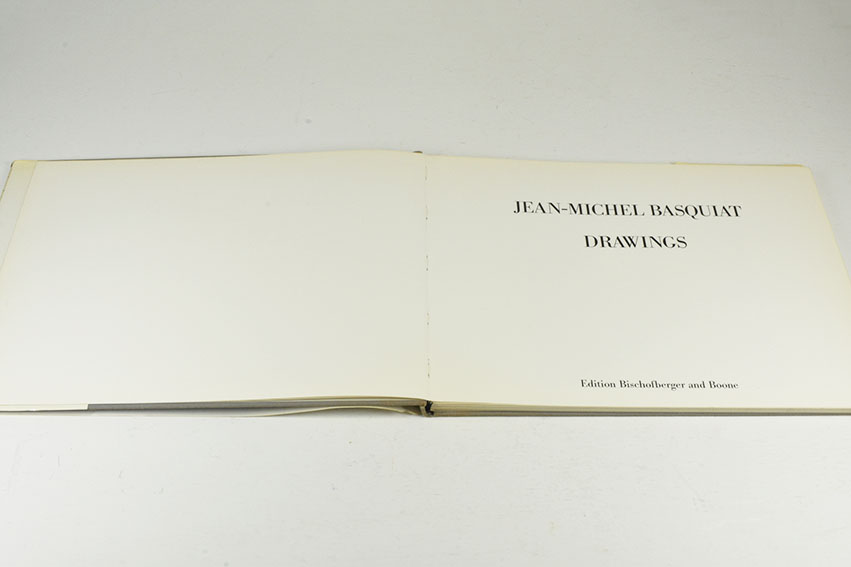 JEAN-MICHEL BASQUIAT
DRAWINGS
Edition Bischofberger and Boone